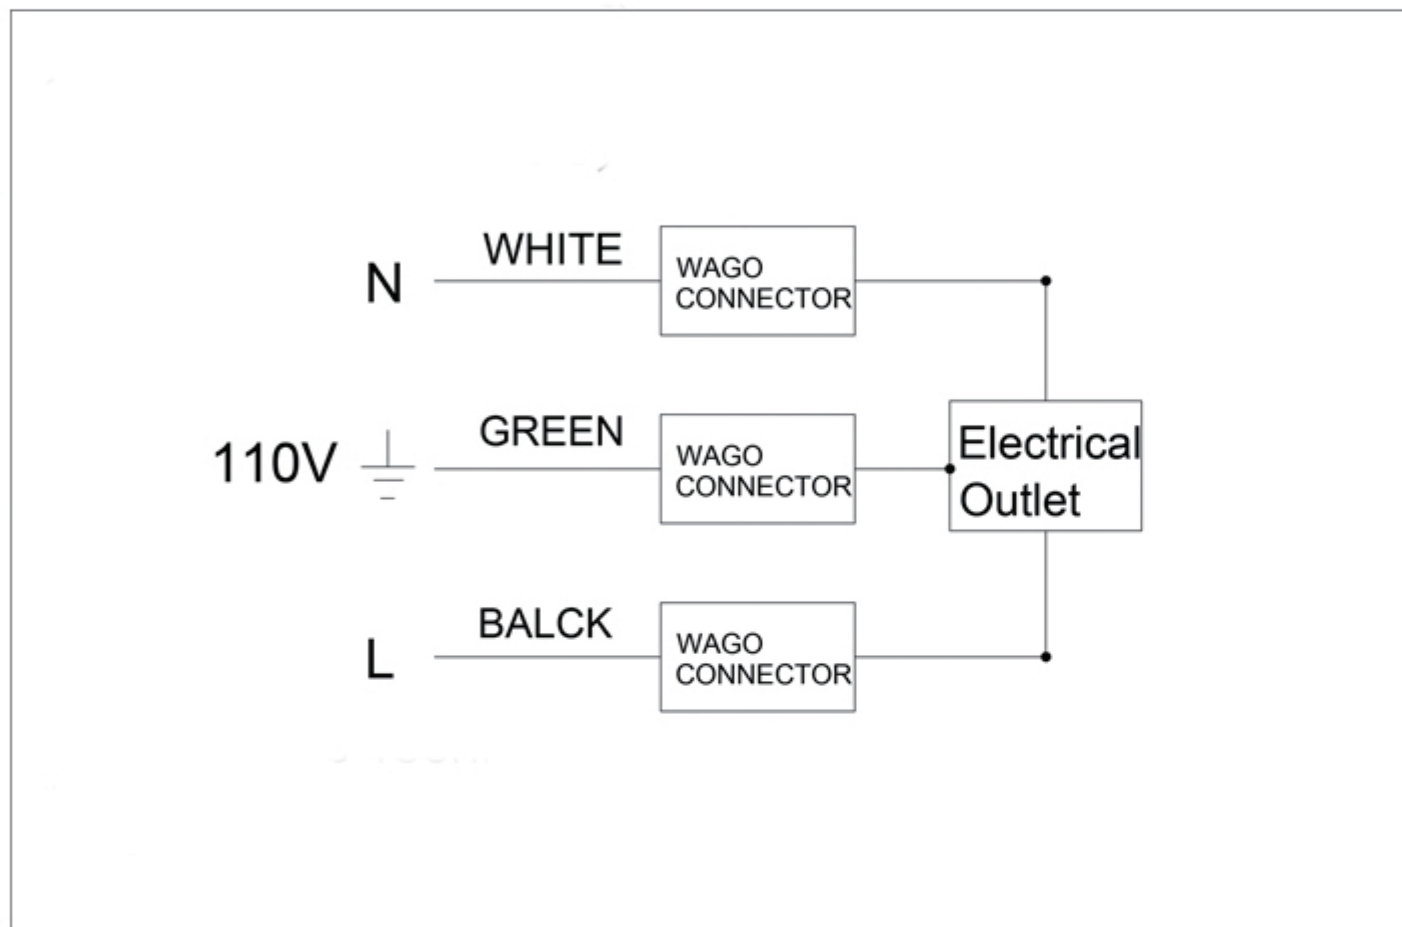 WHITE
N
WAGO
CONNECTOR
GREEN
110V
WAGO
CONNECTOR
Electrical
Outlet
BALCK
L
WAGO
CONNECTOR